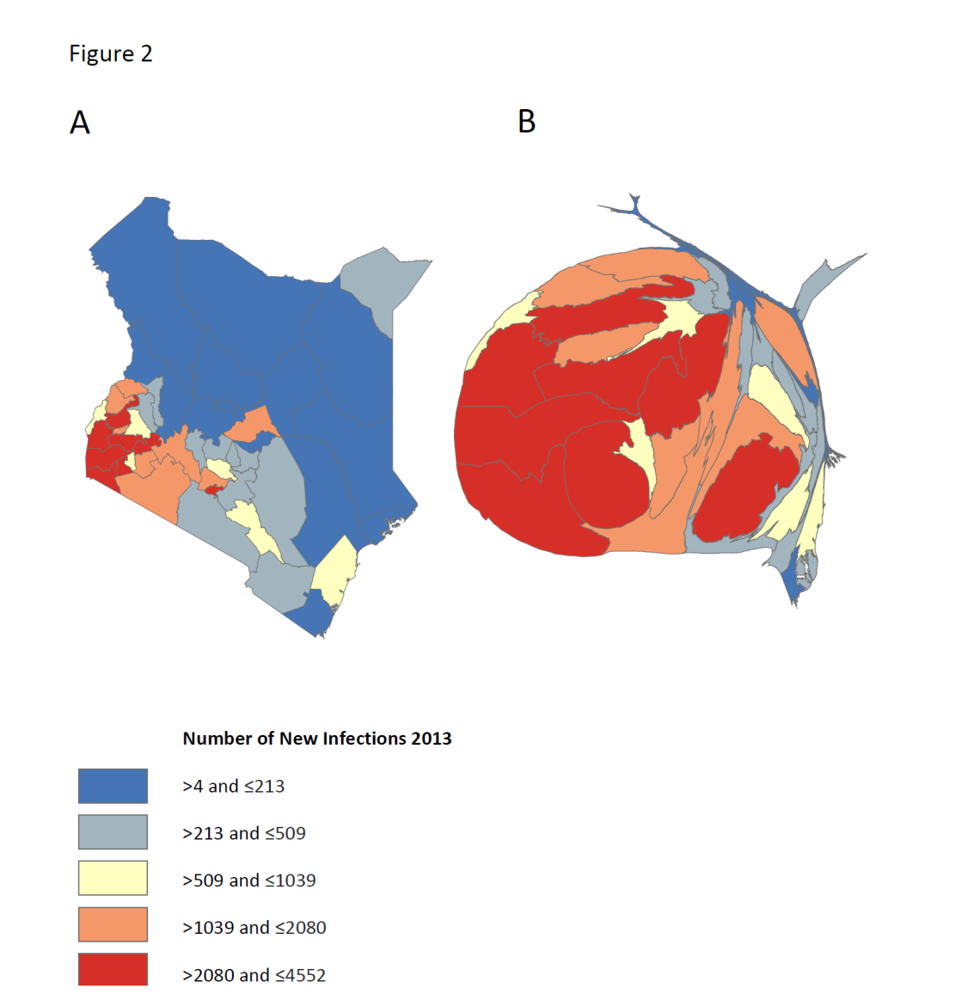 Figure 2
A
B
Number of New Infections 2013
>4 and ≤213
>213 and ≤509
>509 and ≤1039
>1039 and ≤2080
>2080 and ≤4552